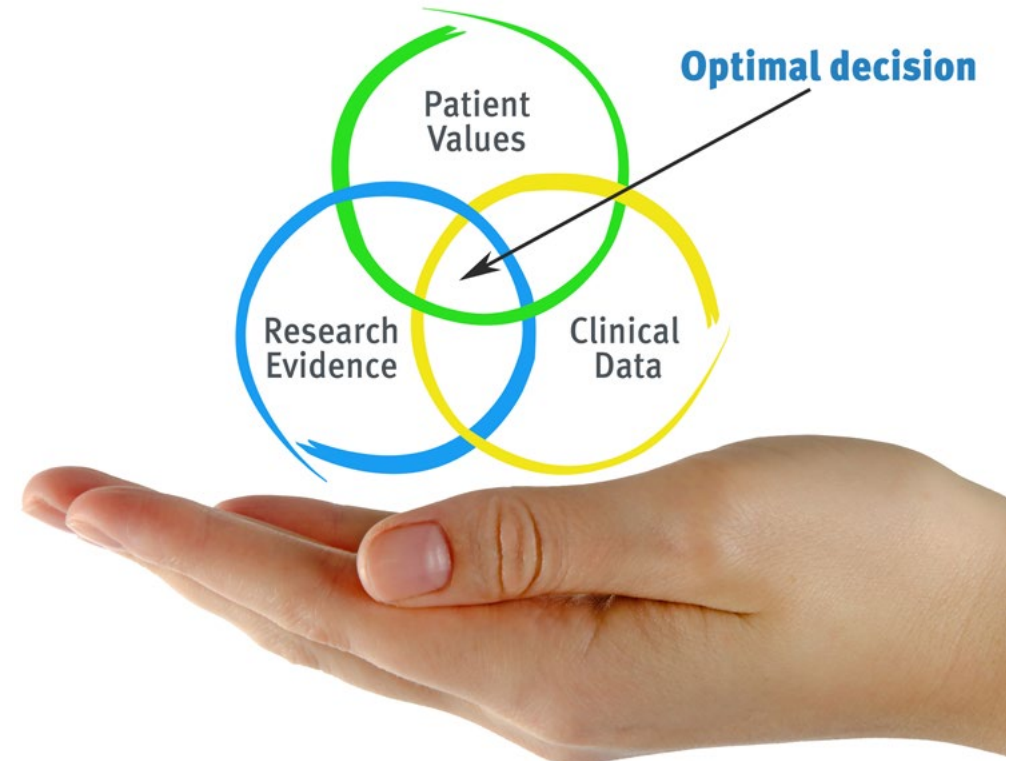 Optimal decision
Patient
Values
Research
Evidence
Clinical
Data